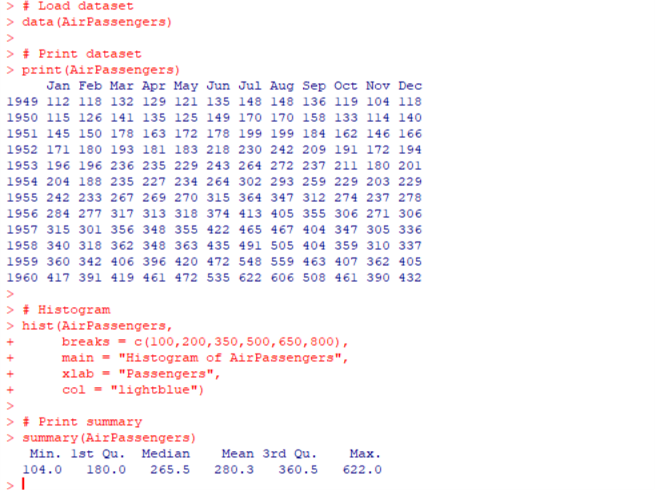 > # Load dataset
> data(AirPassengers)
>
> # Print dataset
> print(AirPassengers)
     Jan Feb Mar Apr May Jun Jul Aug Sep Oct Nov Dec
1949 112 118 132 129 121 135 148 148 136 119 104 118
1950 115 126 141 135 125 149 170 170 158 133 114 140
1951 145 150 178 163 172 178 199 199 184 162 146 166
1952 171 180 193 181 183 218 230 242 209 191 172 194
1953 196 196 236 235 229 243 264 272 237 211 180 201
1954 204 188 235 227 234 264 302 293 259 229 203 229
1955 242 233 267 269 270 315 364 347 312 274 237 278
1956 284 277 317 313 318 374 413 405 355 306 271 306
1957 315 301 356 348 355 422 465 467 404 347 305 336
1958 340 318 362 348 363 435 491 505 404 359 310 337
1959 360 342 406 396 420 472 548 559 463 407 362 405
1960 417 391 419 461 472 535 622 606 508 461 390 432
>
> # Histogram
> hist(AirPassengers,
+      breaks = c(100,200,350,500,650,800),
+      main = "Histogram of AirPassengers",
+      xlab = "Passengers",
+      col = "lightblue")
>
> # Print summary
> summary(AirPassengers)
   Min. 1st Qu.  Median    Mean 3rd Qu.    Max.
  104.0   180.0   265.5   280.3   360.5   622.0
>